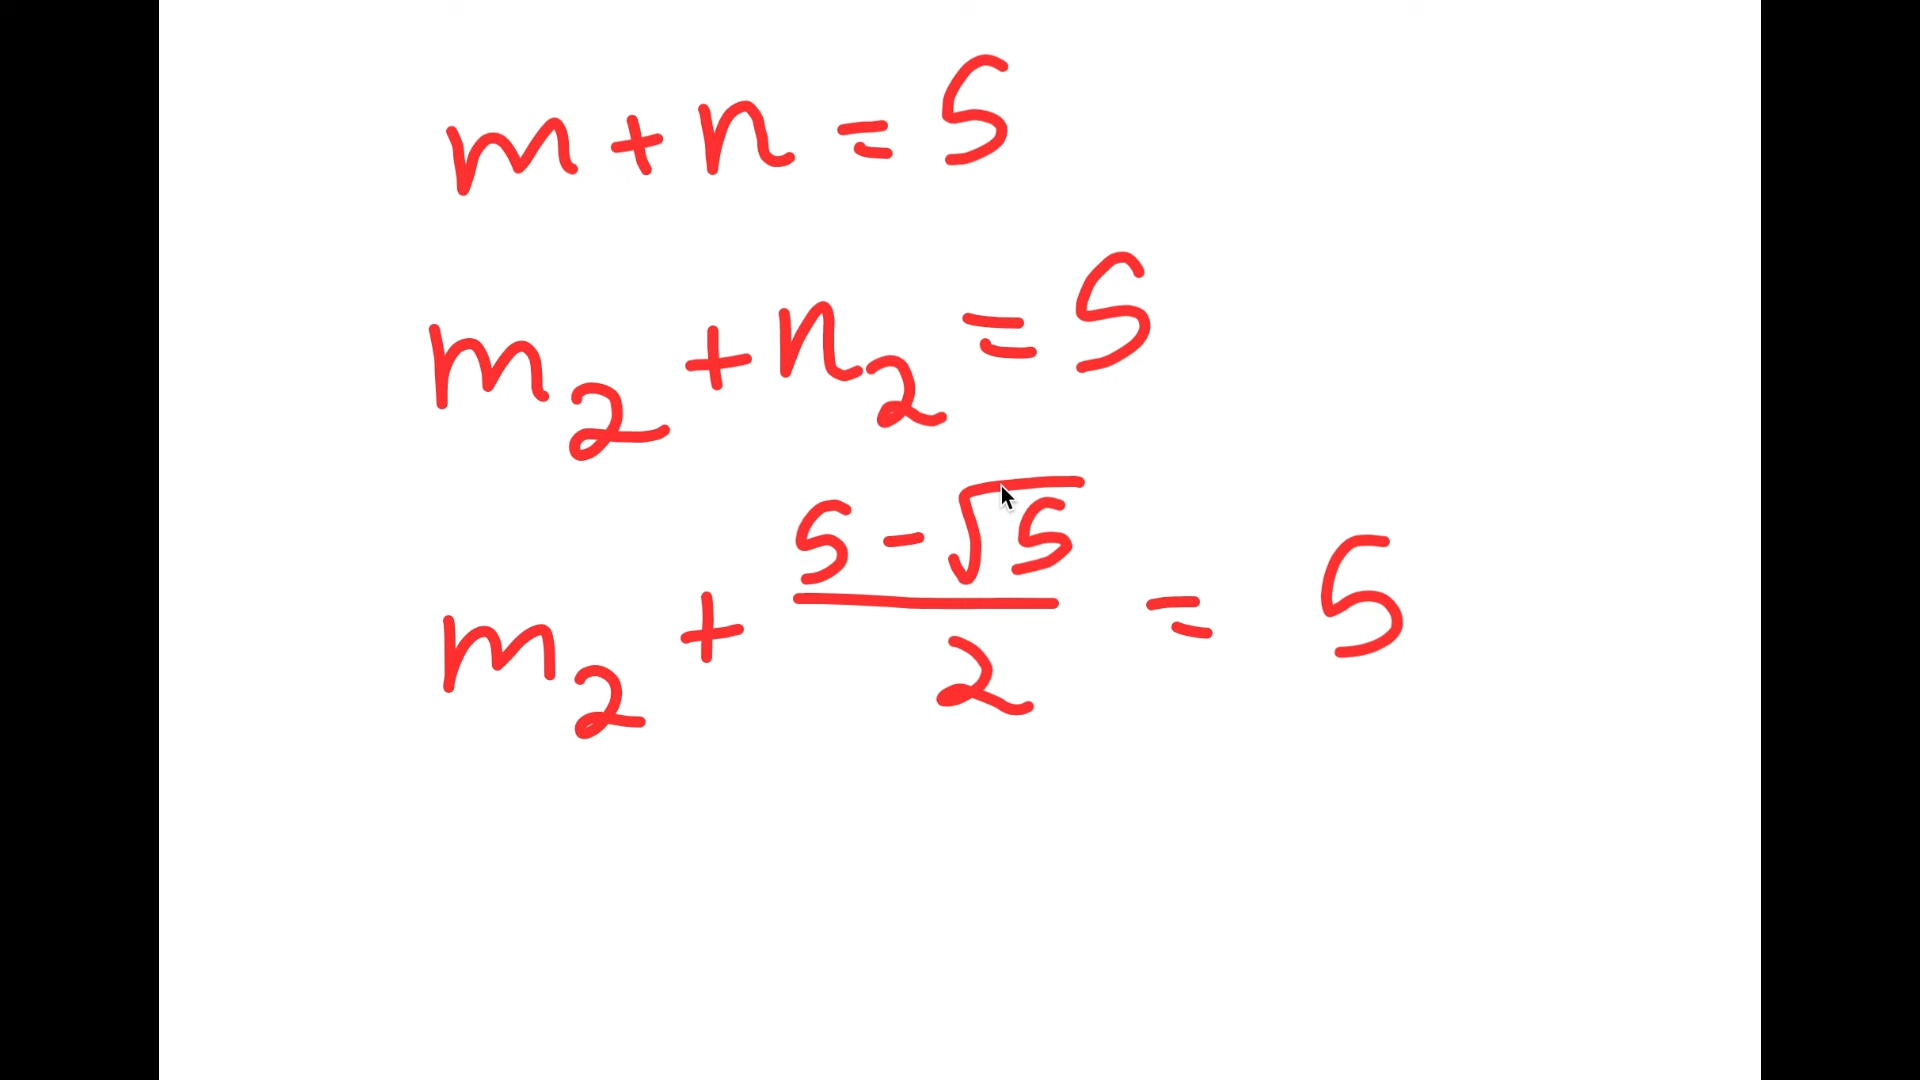 m + n = 5
m₂ + n₂ = 5
m₂ + (5 - √5)/2 = 5